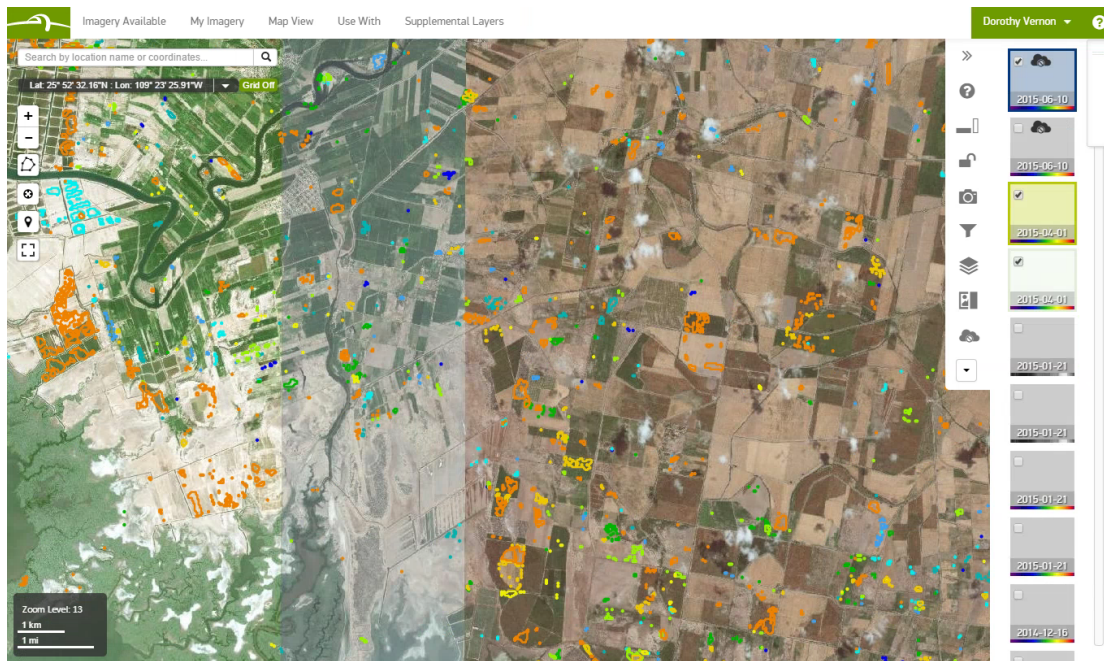 Imagery Available My Imagery Map View Use With Supplemental Layers Dorothy Vernon ?
Search by location name or coordinates...
Lat: 25° 52' 32.16"N : Lon: 109° 23' 25.91"W Grid Off
2015-06-10
2015-06-10
2015-04-01
2015-04-01
2015-01-21
2015-01-21
2015-01-21
2015-01-21
2014-12-16
Zoom Level: 13
1 km
1 mi